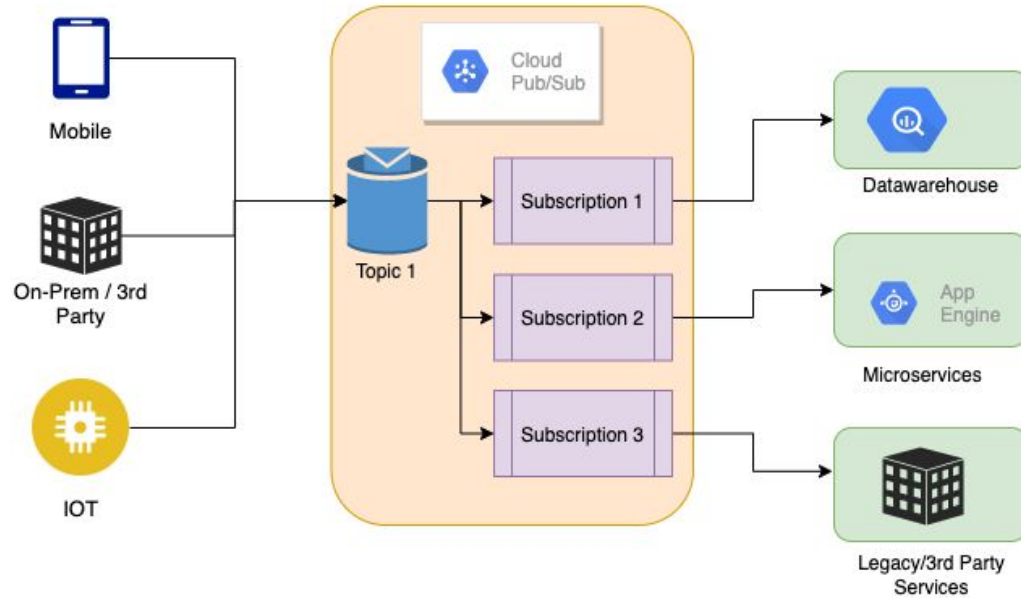 Cloud
Pub/Sub
Mobile
On-Prem / 3rd
Party
IOT
Topic 1
Subscription 1
Subscription 2
Subscription 3
Datawarehouse
App
Engine
Microservices
Legacy/3rd Party
Services